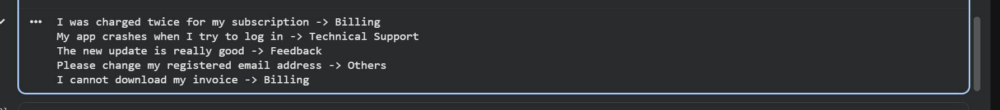 I was charged twice for my subscription -> Billing
My app crashes when I try to log in -> Technical Support
The new update is really good -> Feedback
Please change my registered email address -> Others
I cannot download my invoice -> Billing